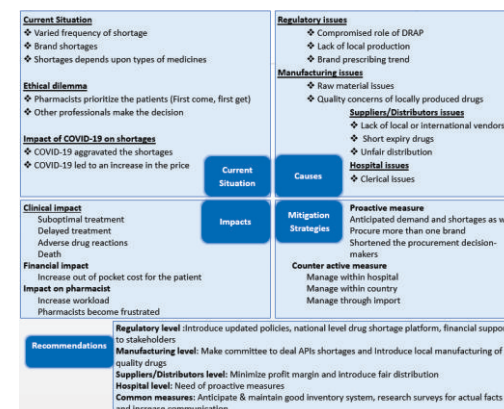 Current Situation
❖ Varied frequency of shortage
❖ Brand shortages
❖ Shortages depends upon types of medicines
Ethical dilemma
❖ Pharmacists prioritize the patients (First come, first get)
❖ Other professionals make the decision
Impact of COVID-19 on shortages
❖ COVID-19 aggravated the shortages
❖ COVID-19 led to an increase in the price
Current
Situation
Regulatory issues
❖ Compromised role of DRAP
❖ Lack of local production
❖ Brand prescribing trend
Manufacturing issues
❖ Raw material issues
❖ Quality concerns of locally produced drugs
Suppliers/Distributors issues
❖ Lack of local or international vendors
❖ Short expiry drugs
❖ Unfair distribution
Hospital issues
❖ Clerical issues
Causes
Clinical impact
Suboptimal treatment
Delayed treatment
Adverse drug reactions
Death
Financial impact
Increase out of pocket cost for the patient
Impact on pharmacist
Increase workload
Pharmacists become frustrated
Impacts
Mitigation
Strategies
Proactive measure
Anticipated demand and shortages as
Procure more than one brand
Shortened the procurement decision-
makers
Counter active measure
Manage within hospital
Manage within country
Manage through import
Recommendations
Regulatory level :Introduce updated policies, national level drug shortage platform, financial
to stakeholders
Manufacturing level: Make committee to deal APIs shortages and Introduce local manufacturing of
quality drugs
Suppliers/Distributors level: Minimize profit margin and introduce fair distribution
Hospital level: Need of proactive measures
Common measures: Anticipate & maintain good inventory system, research surveys for actual facts
and increase communication